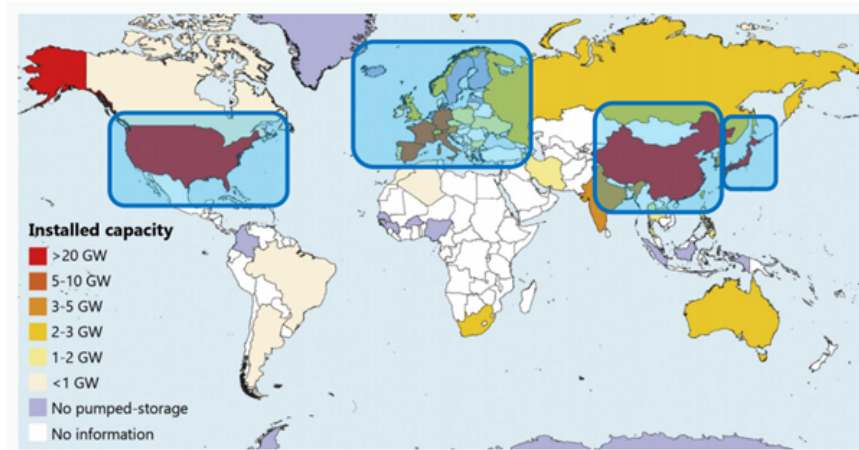 Installed capacity
>20 GW
5-10 GW
3-5 GW
2-3 GW
1-2 GW
<1 GW
No pumped-storage
No information